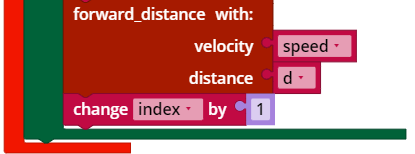 forward_distance with:
velocity speed
distance d
change index by 1